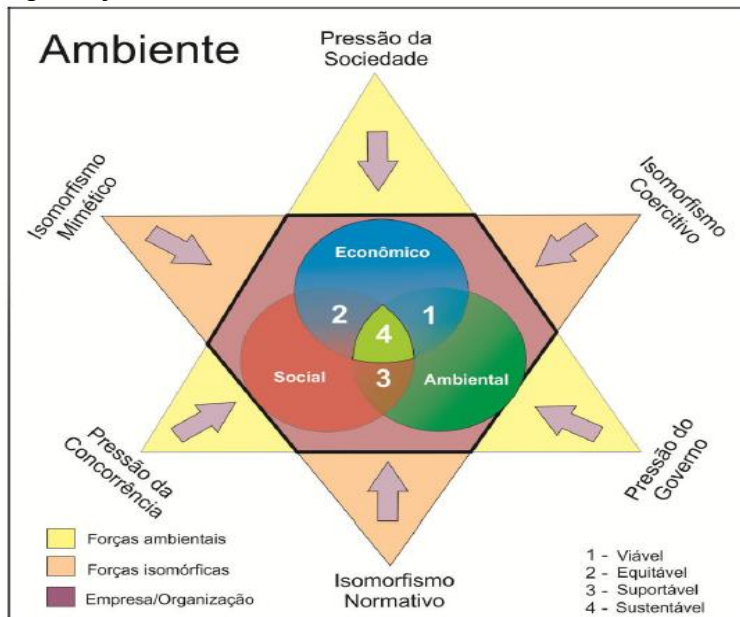 Ambiente
Pressão da
Sociedade
Isomorfismo
Mimético
Isomorfismo
Coercitivo
Econômico
2
1
4
Social
3
Ambiental
Pressão da
Concorrência
Pressão do
Governo
Isomorfismo
Normativo
Forças ambientais
Forças isomórficas
Empresa/Organização
1 - Viável
2 - Equitável
3 - Suportável
4 - Sustentável